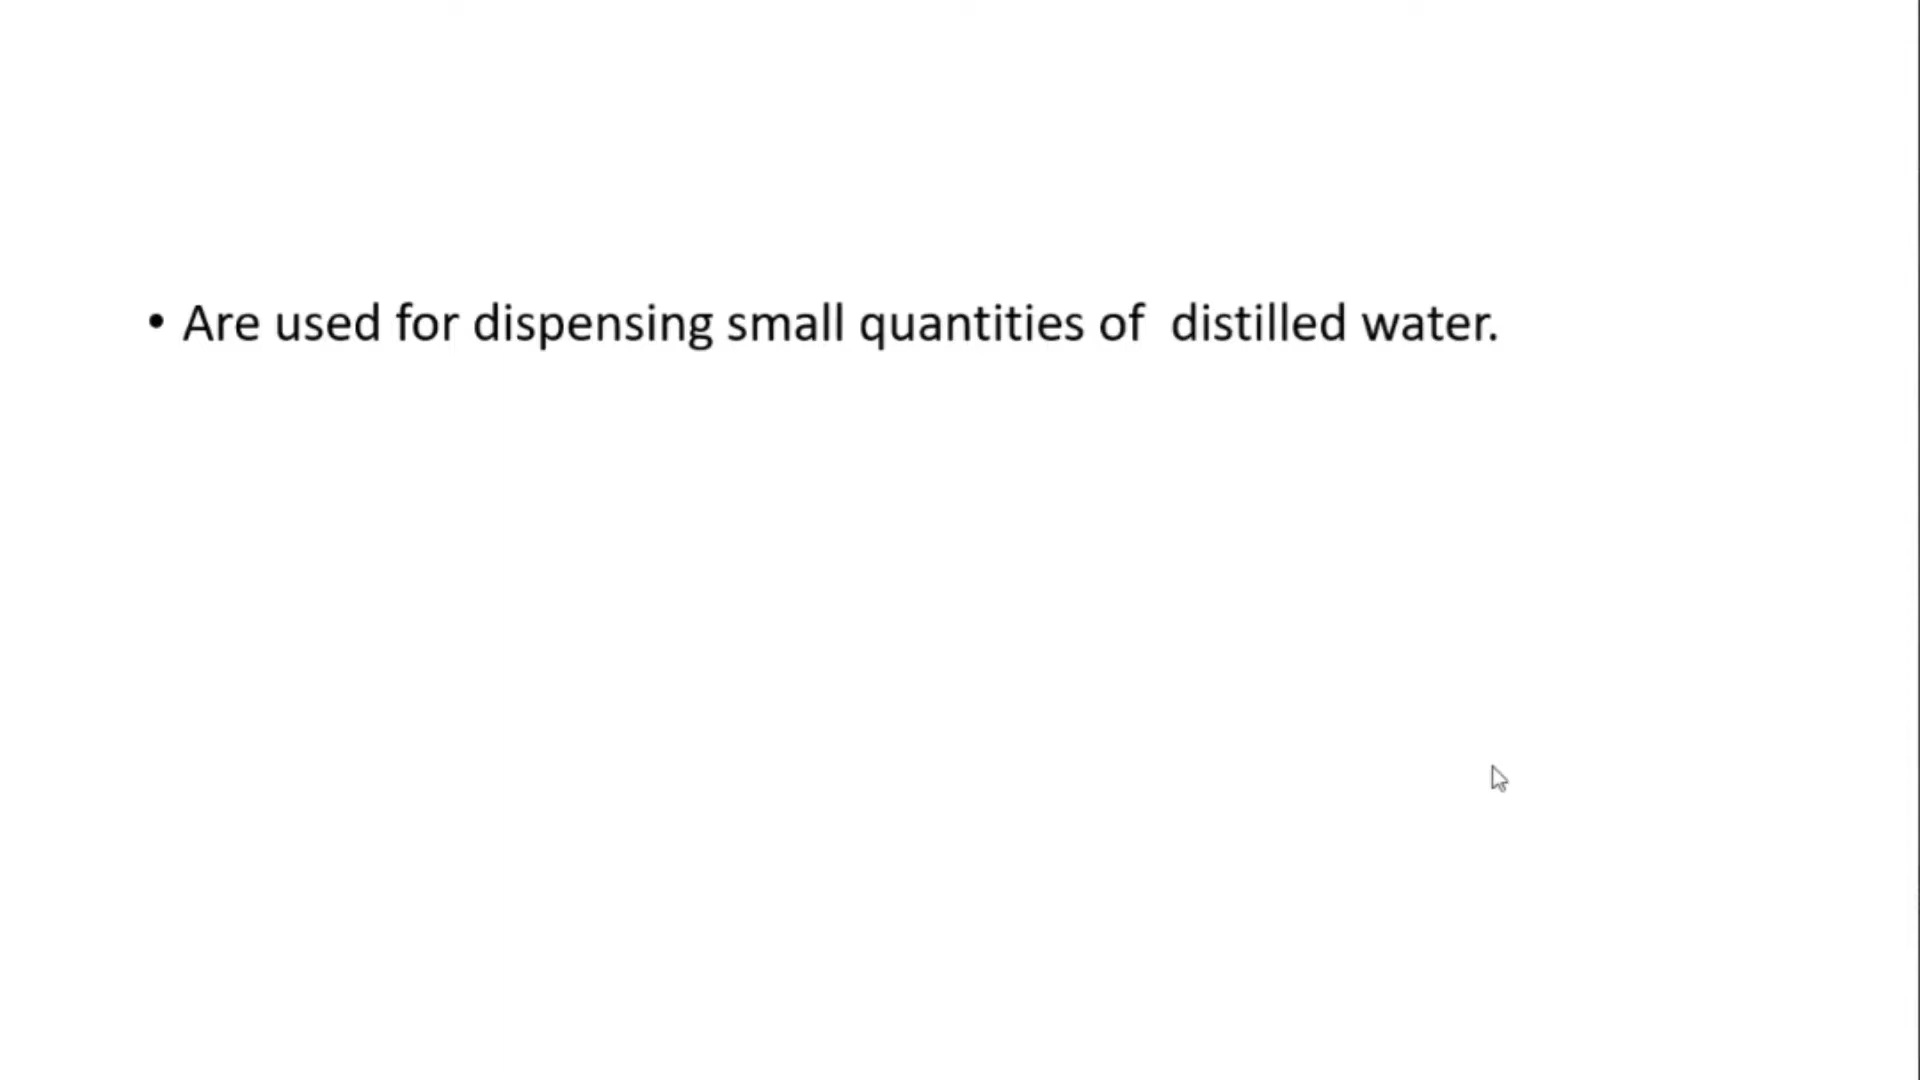 • Are used for dispensing small quantities of  distilled water.